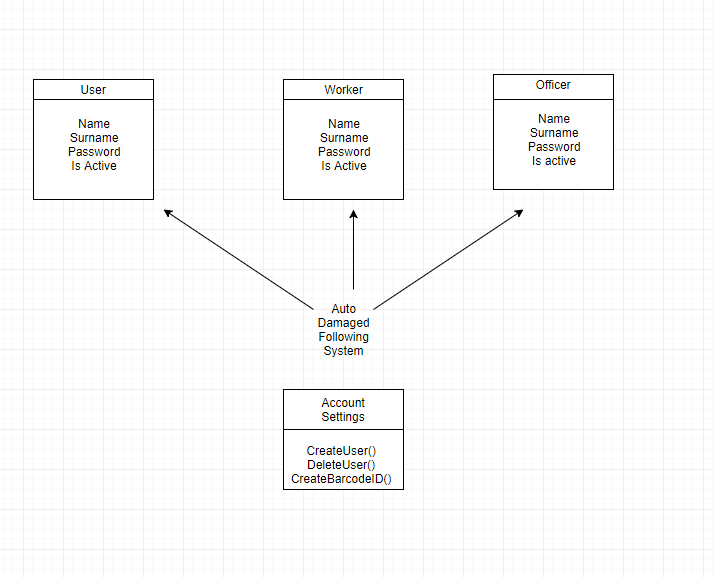 User
Name
Surname
Password
Is Active
Worker
Name
Surname
Password
Is Active
Officer
Name
Surname
Password
Is active
Auto
Damaged
Following
System
Account
Settings
CreateUser()
DeleteUser()
CreateBarcodeID()